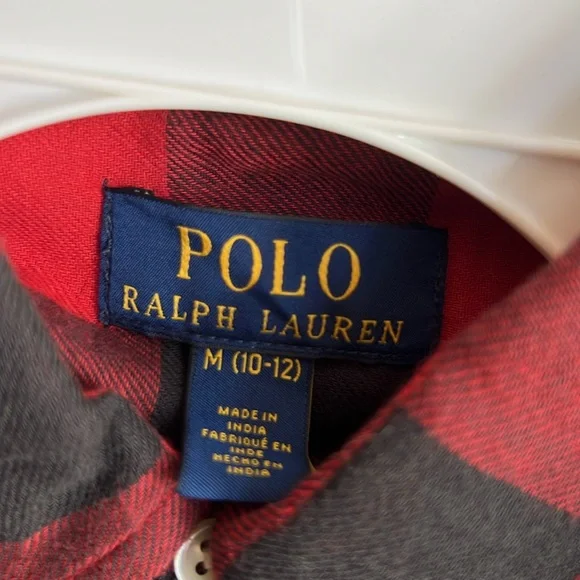 POLO
RALPH LAUREN
M (10-12)
MADE IN
INDIA
FABRIQUÉ EN
INDE
HECHO EN
INDIA